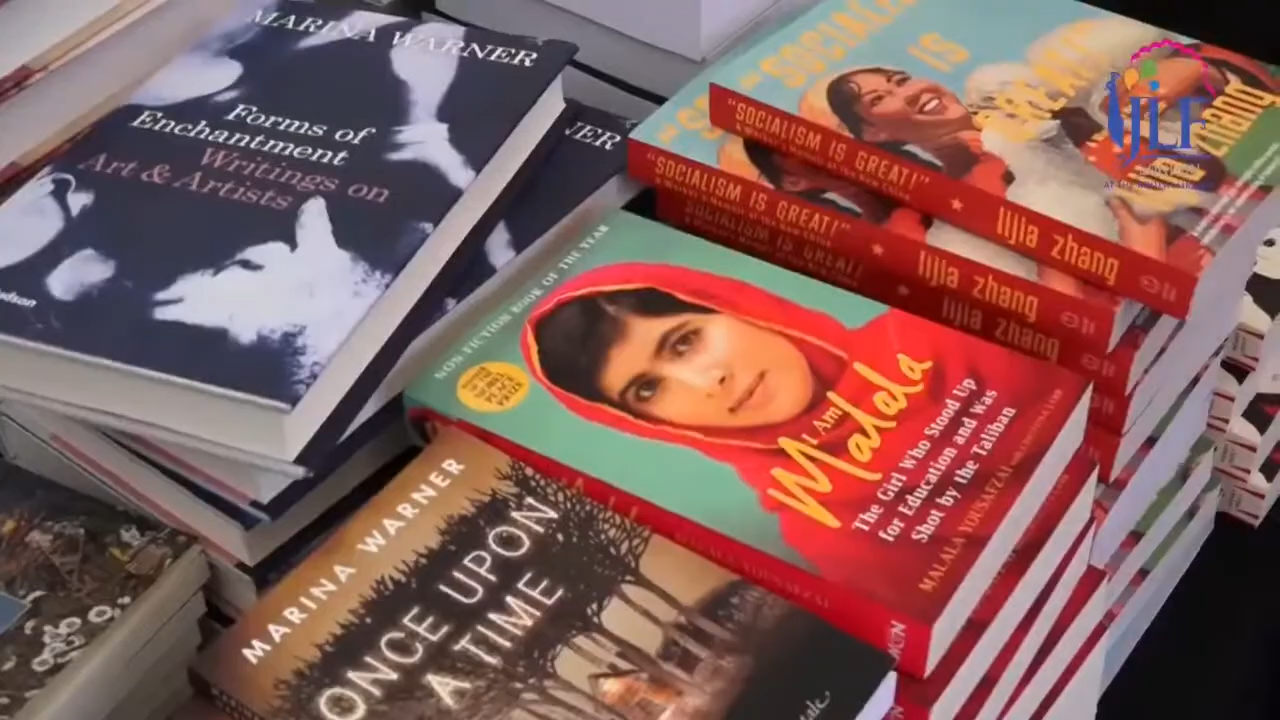 MARINA WARNER
Forms of
Enchantment
Writings on
Art & Artists
NER
"SOCIALISM
IS
GREAT!"
"SOCIALISM IS GREAT!"
lijia zhang
"SOCIALISM IS GREAT!"
lijia zhang
SOCIALISM IS GREAT!
lijia zhang
JLF
NON FICTION BOOK OF THE YEAR
I AM
Malala
The Girl Who Stood Up
for Education and Was
Shot by the Taliban
MALALA YOUSAFZAI
MARINA WARNER
ONCE UPON
A TIME